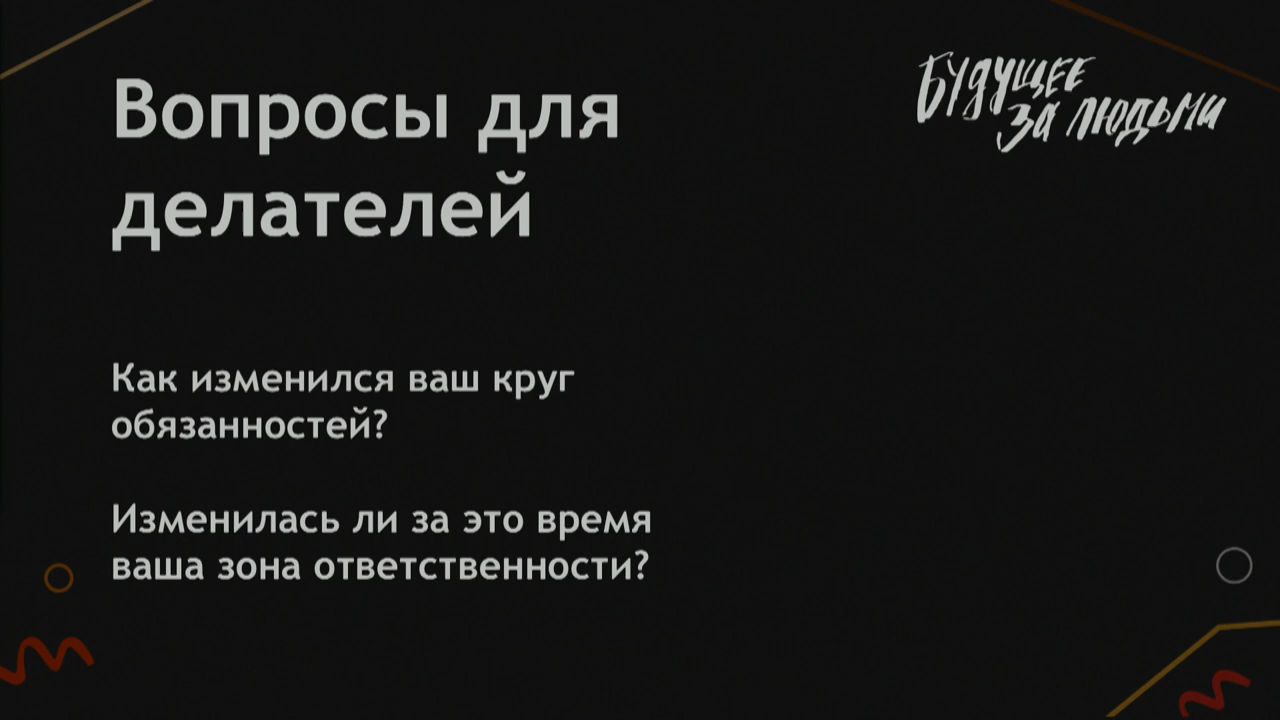 Вопросы для
делателей
БУДУЩЕЕ
ЗА ЛЮДЬМИ
Как изменился ваш круг
обязанностей?
Изменилась ли за это время
ваша зона ответственности?